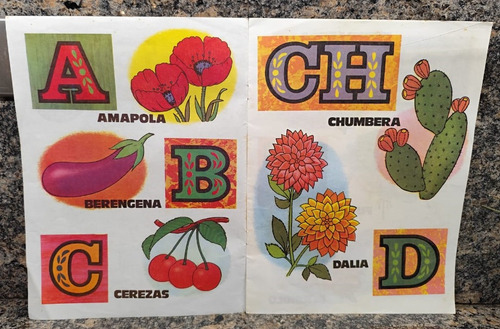 A
AMAPOLA
BERENGENA
B
C
CEREZAS
CH
CHUMBERA
DALIA
D